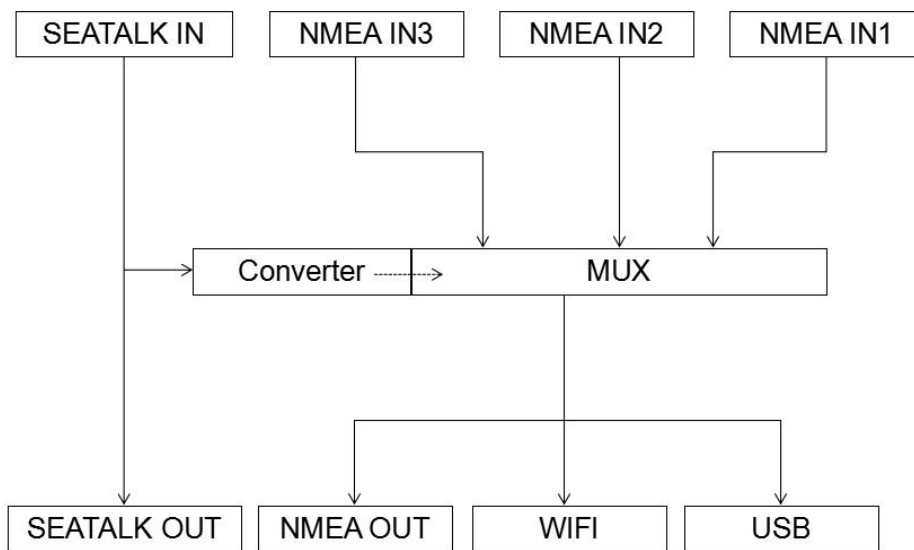 SEATALK IN
NMEA IN3
NMEA IN2
NMEA IN1
Converter
MUX
SEATALK OUT
NMEA OUT
WIFI
USB